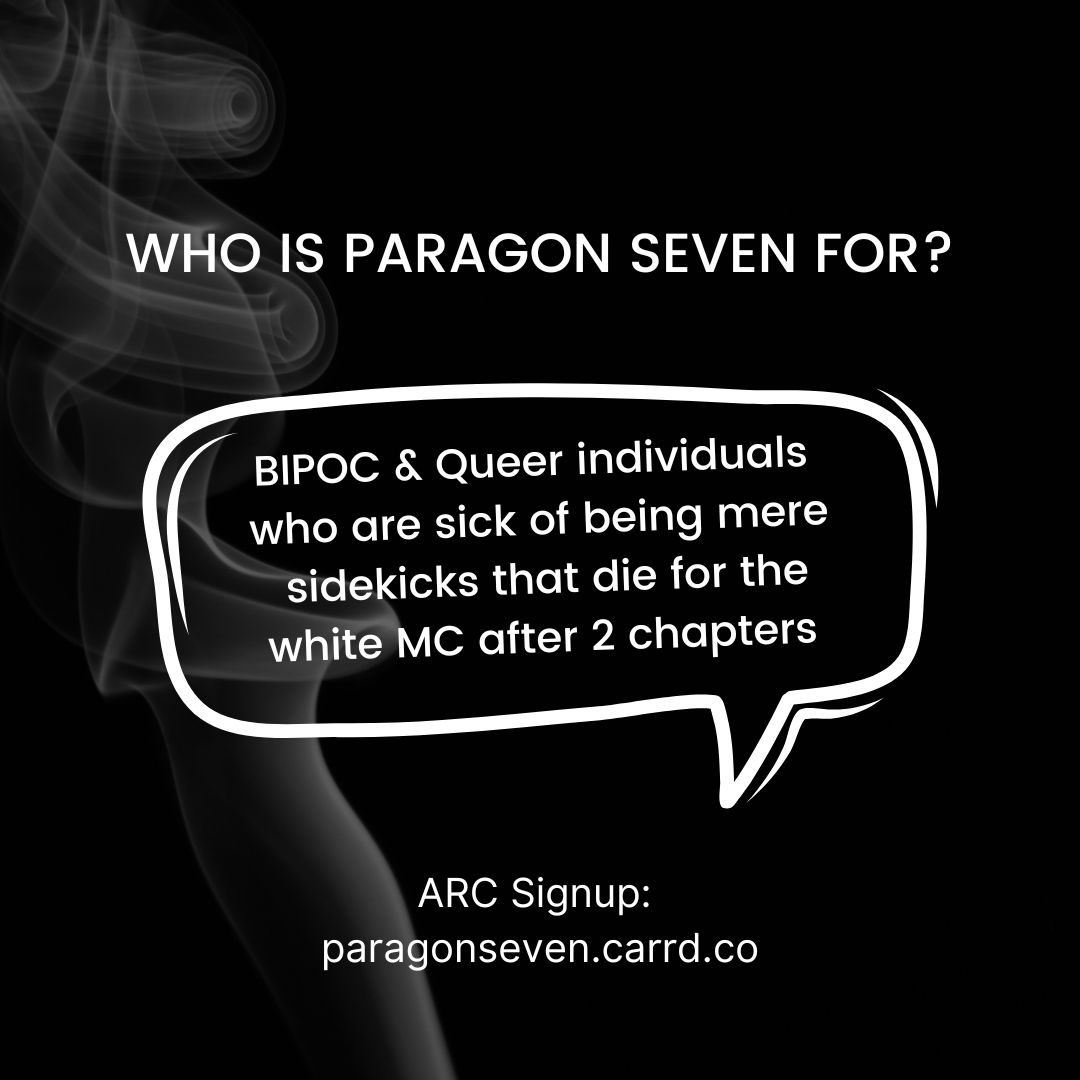 WHO IS PARAGON SEVEN FOR?
BIPOC & Queer individuals
who are sick of being mere
sidekicks that die for the
white MC after 2 chapters
ARC Signup:
paragonseven.carrd.co